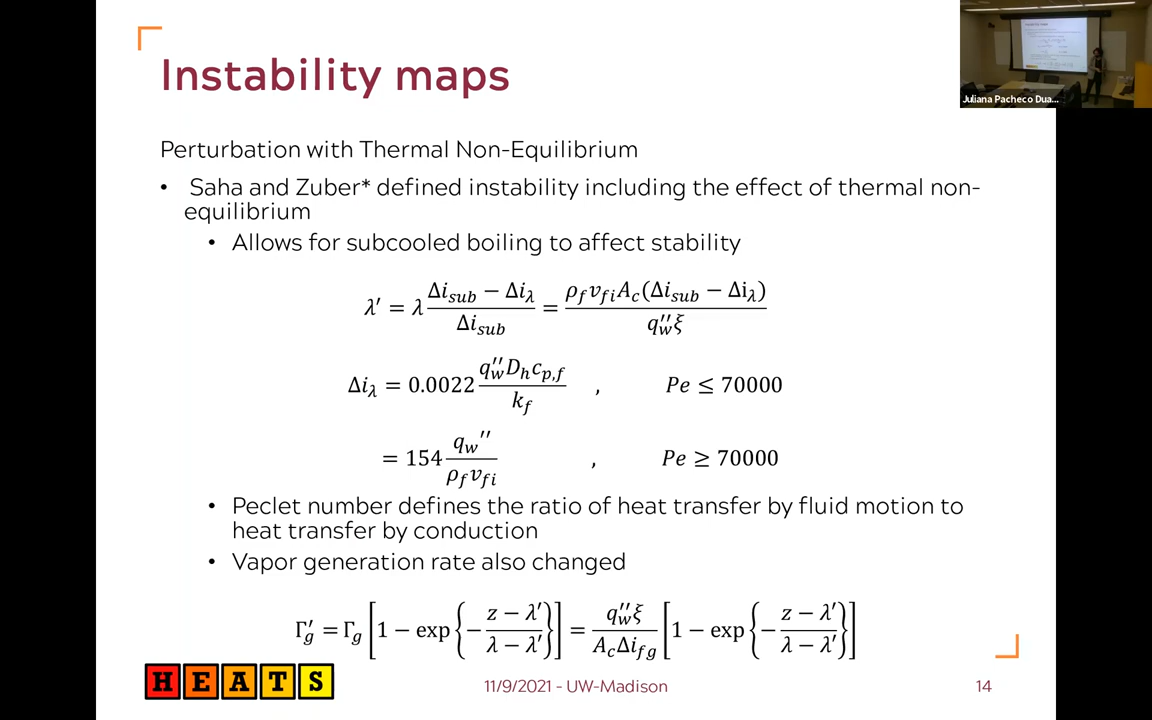 Instability maps
Juliana Pacheco Dua...
Perturbation with Thermal Non-Equilibrium
• Saha and Zuber* defined instability including the effect of thermal non-
equilibrium
• Allows for subcooled boiling to affect stability
λ′ = λ (Δi_sub − Δi_λ)/Δi_sub = ρ_f v_fi A_c(Δi_sub − Δi_λ)/(q″_w ξ)
Δi_λ = 0.0022 q″_w D_h c_p,f / k_f , Pe ≤ 70000
= 154 q_w″/(ρ_f v_fi) , Pe ≥ 70000
• Peclet number defines the ratio of heat transfer by fluid motion to
heat transfer by conduction
• Vapor generation rate also changed
Γ′_g = Γ_g [1 − exp{−(z − λ′)/(λ − λ′)}] = q″_w ξ/(A_c Δi_fg) [1 − exp{−(z − λ′)/(λ − λ′)}]
HEATS
11/9/2021 - UW-Madison
14